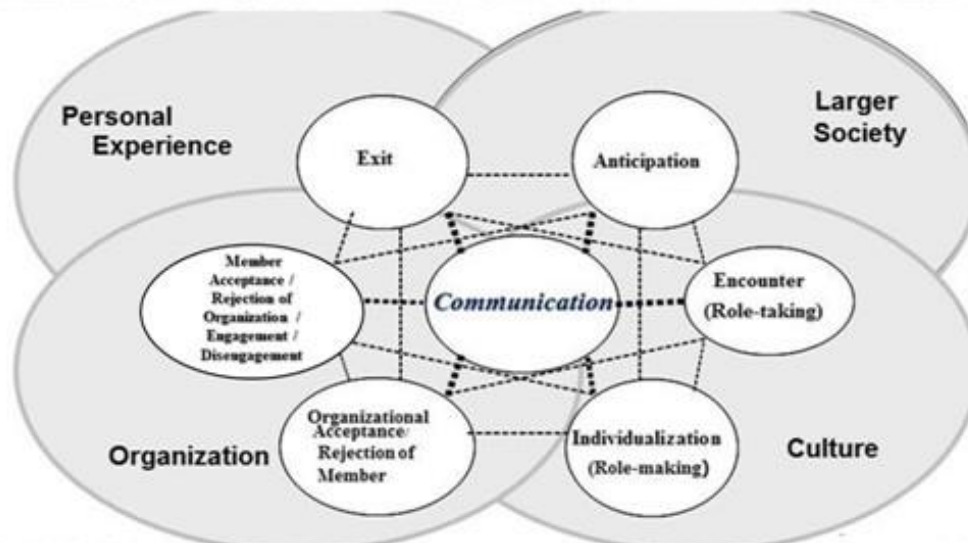 Personal
Experience
Larger
Society
Exit
Anticipation
Member
Acceptance /
Rejection of
Organization /
Engagement /
Disengagement
Communication
Encounter
(Role-taking)
Organizational
Acceptance/
Rejection of
Member
Individualization
(Role-making)
Organization
Culture